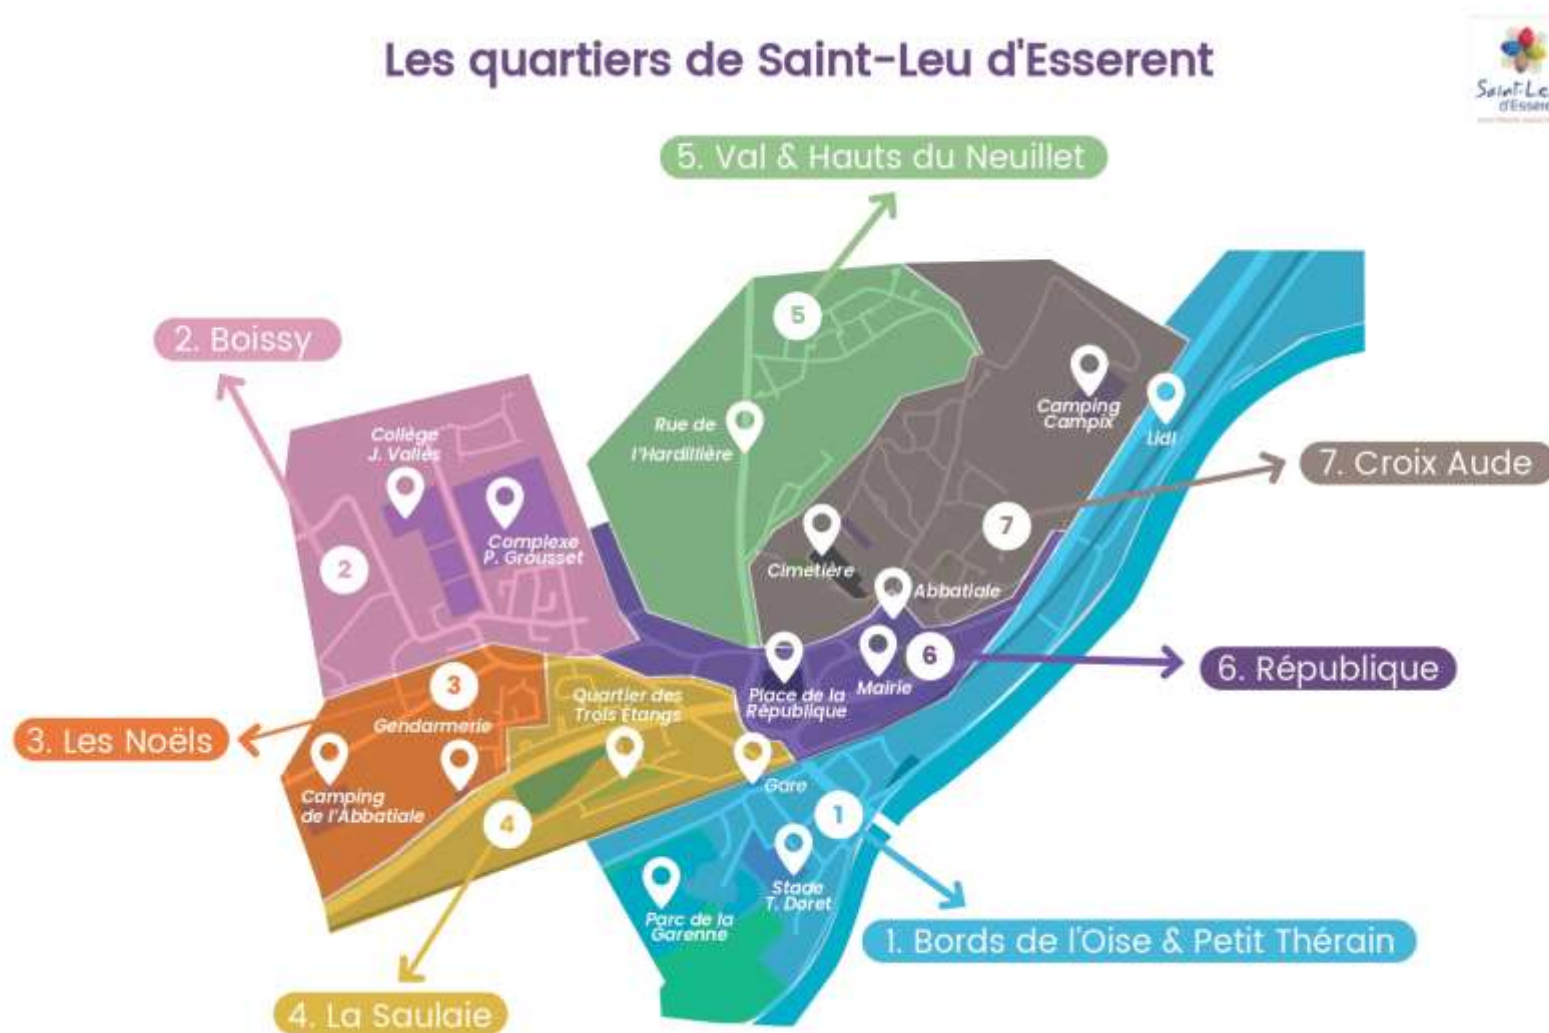 Les quartiers de Saint-Leu d'Esserent
5. Val & Hauts du Neuillet
2. Boissy
5
Collège
J. Vallès
Rue de
l'Hardillière
Camping
Campix
Lidl
7. Croix Aude
Complexe
P. Grousset
2
7
Cimetière
Abbatiale
6
6. République
Mairie
Place de la
République
3
Quartier des
Trois Etangs
Gendarmerie
3. Les Noëls
Camping
de l'Abbatiale
Gare
4
1
Stade
T. Doret
Parc de la
Garenne
1. Bords de l'Oise & Petit Thérain
4. La Saulaie